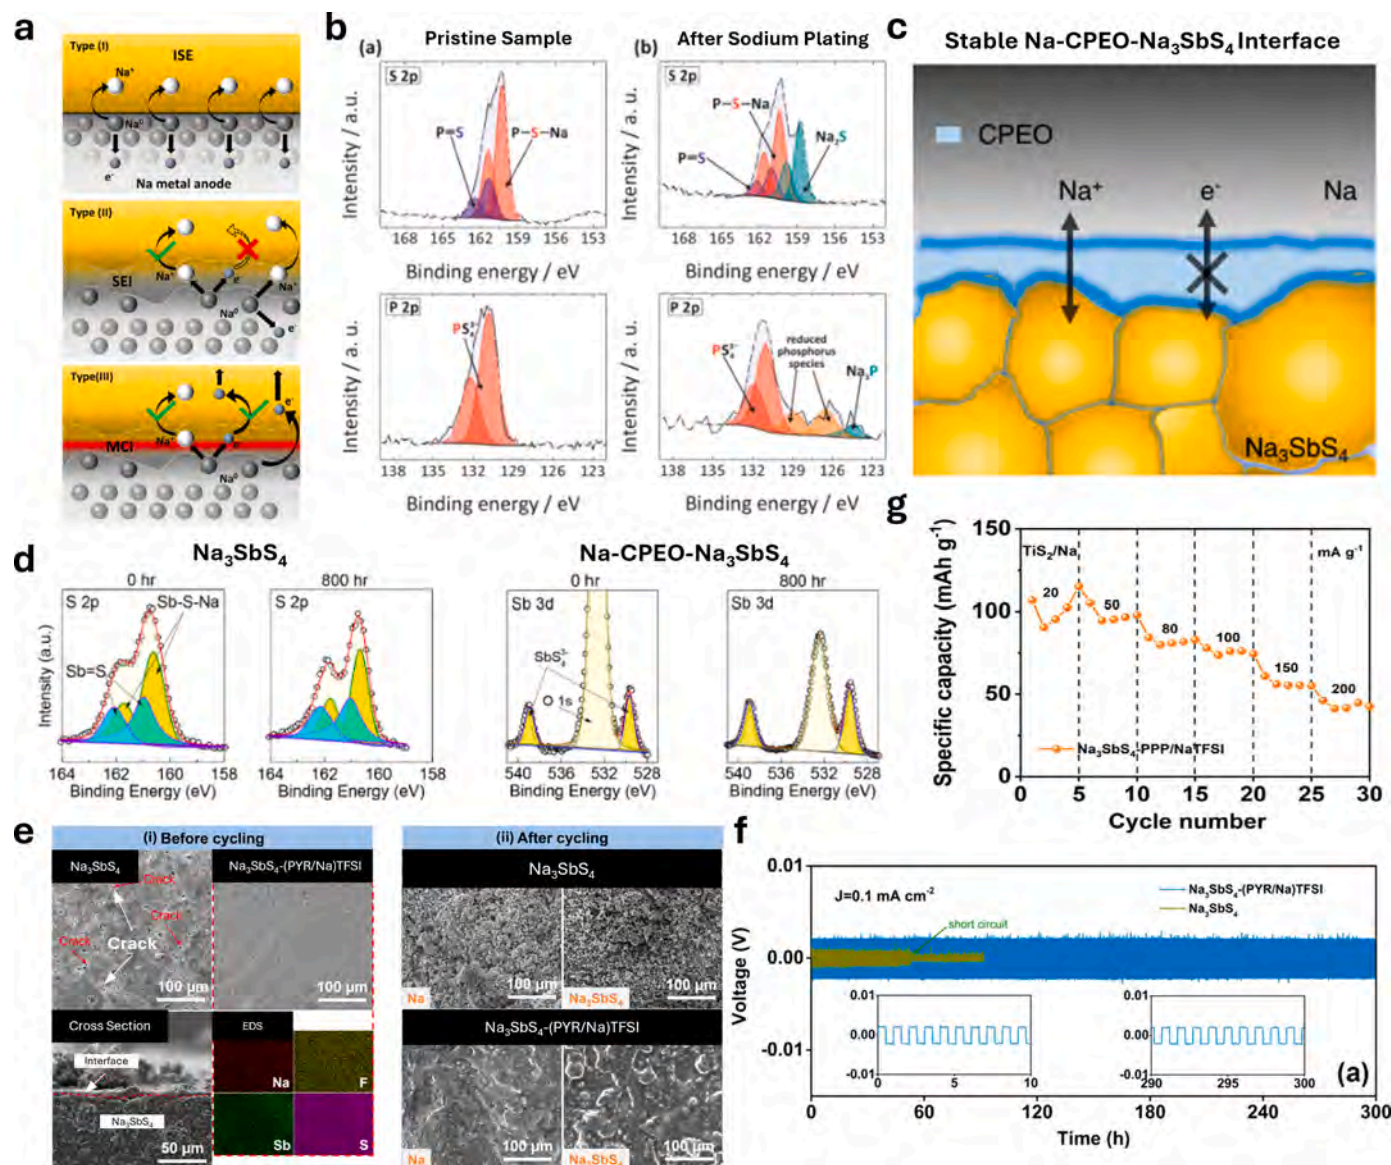 a
Type (I)
ISE
Na⁺
Na⁰
e⁻
Na metal anode
Type (II)
SEI
Na⁺
e⁻
Na⁺
Na⁰
e⁻
Type(III)
e⁻
MCI
Na⁺
e⁻
Na⁰
b
(a)
Pristine Sample
(b)
After Sodium Plating
S 2p
P=S
P–S–Na
Intensity / a. u.
168 165 162 159 156 153
Binding energy / eV
S 2p
P–S–Na
P=S
Na₂S
Intensity / a. u.
168 165 162 159 156 153
Binding energy / eV
P 2p
PS₄³⁻
Intensity / a. u.
138 135 132 129 126 123
Binding energy / eV
P 2p
PS₄³⁻
reduced
phosphorus
species
Na₃P
Intensity / a. u.
138 135 132 129 126 123
Binding energy / eV
c
Stable Na-CPEO-Na₃SbS₄ Interface
CPEO
Na⁺
e⁻
Na
Na₃SbS₄
d
Na₃SbS₄
0 hr
800 hr
S 2p
Sb-S-Na
Sb=S
S 2p
Intensity (a.u.)
164 162 160 158
164 162 160 158
Binding Energy (eV)
Binding Energy (eV)
Na-CPEO-Na₃SbS₄
0 hr
800 hr
Sb 3d
SbS₄³⁻
O 1s
Sb 3d
540 536 532 528
540 536 532 528
Binding Energy (eV)
Binding Energy (eV)
g
Specific capacity (mAh g⁻¹)
150
100
50
0
TiS₂/Na
mA g⁻¹
20
50
80
100
150
200
Na₃SbS₄-PPP/NaTFSI
0 5 10 15 20 25 30
Cycle number
e
(i) Before cycling
Na₃SbS₄
Na₃SbS₄-(PYR/Na)TFSI
Crack
Crack
Crack
Crack
100 μm
100 μm
Cross Section
EDS
Interface
Na₃SbS₄
50 μm
Na
F
Sb
S
(ii) After cycling
Na₃SbS₄
Na
100 μm
Na₃SbS₄
100 μm
Na₃SbS₄-(PYR/Na)TFSI
Na
100 μm
Na₃SbS₄
100 μm
f
Voltage (V)
0.01
0.00
-0.01
J=0.1 mA cm⁻²
Na₃SbS₄-(PYR/Na)TFSI
Na₃SbS₄
short circuit
0.01
0.00
-0.01
0 5 10
0.01
0.00
-0.01
290 295 300
(a)
0 60 120 180 240 300
Time (h)